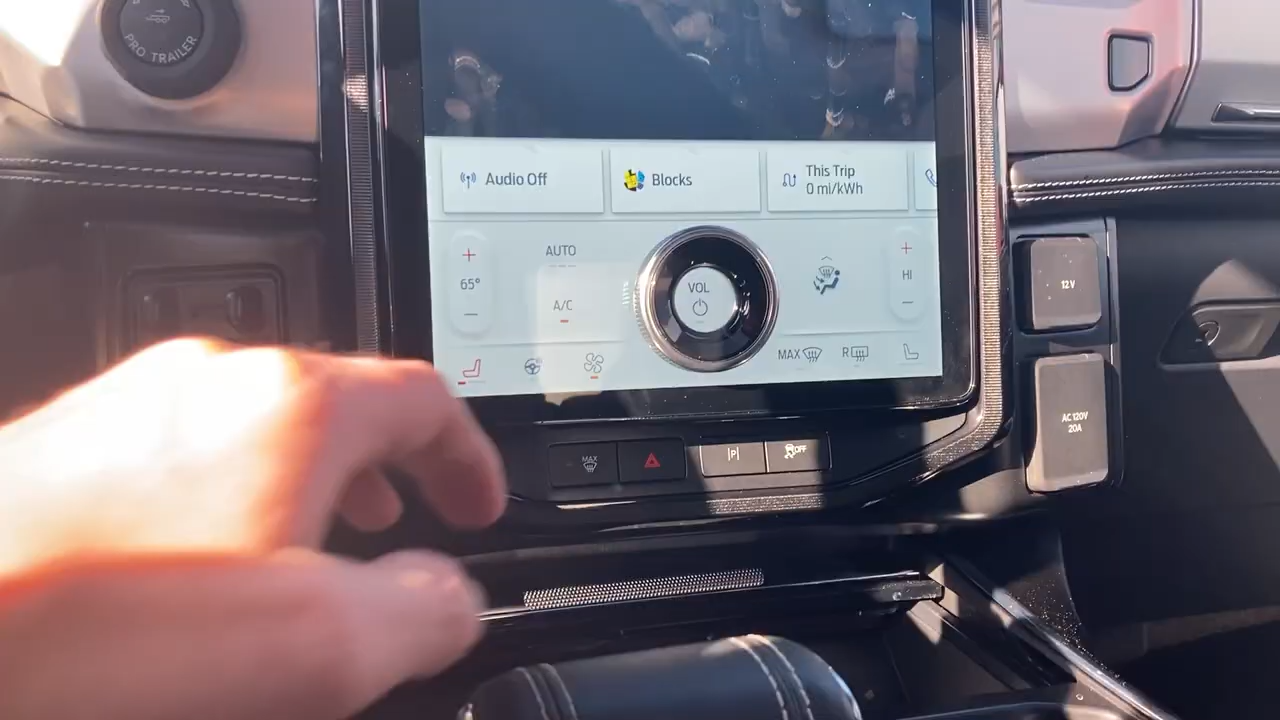 PRO TRAILER
Audio Off
Blocks
This Trip
0 mi/kWh
AUTO
+
65°
−
A/C
VOL
+
HI
−
MAX
R
12V
AC 120V
20A
MAX
P
OFF